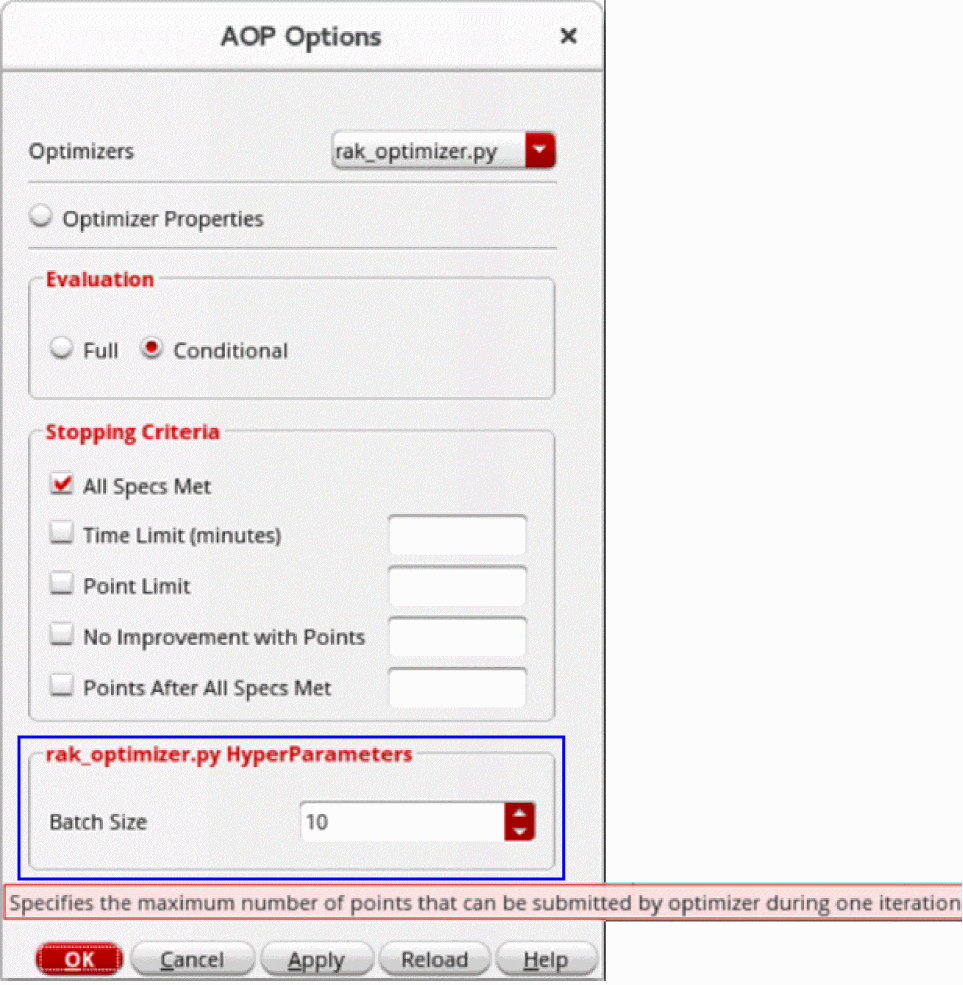 AOP Options
Optimizers rak_optimizer.py
Optimizer Properties
Evaluation
Full Conditional
Stopping Criteria
All Specs Met
Time Limit (minutes)
Point Limit
No Improvement with Points
Points After All Specs Met
rak_optimizer.py HyperParameters
Batch Size 10
Specifies the maximum number of points that can be submitted by optimizer during one iteration
OK Cancel Apply Reload Help